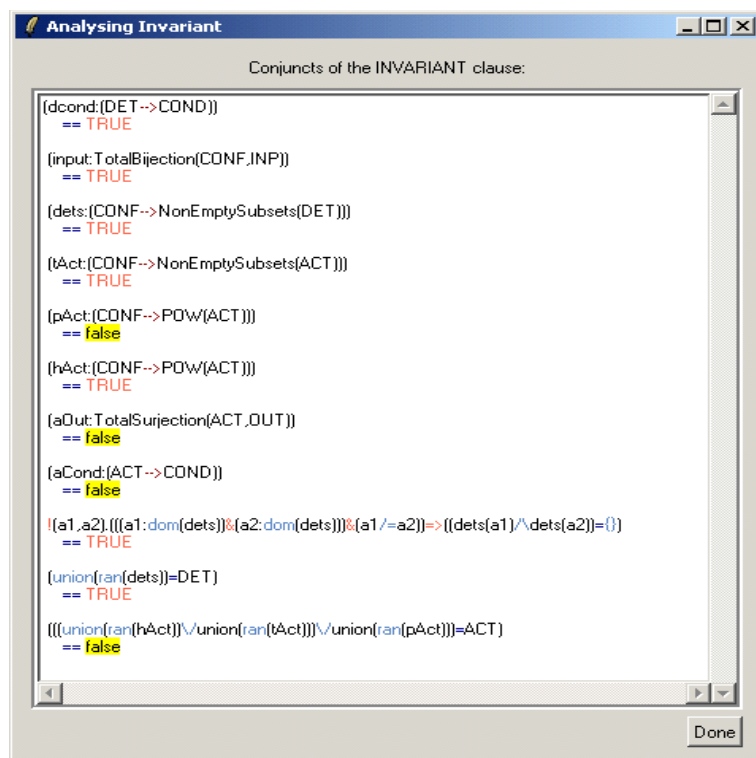 Analysing Invariant
Conjuncts of the INVARIANT clause:
(dcond:(DET-->COND))
== TRUE
(input:TotalBijection(CONF,INP))
== TRUE
(dets:(CONF-->NonEmptySubsets(DET)))
== TRUE
(tAct:(CONF-->NonEmptySubsets(ACT)))
== TRUE
(pAct:(CONF-->POW(ACT)))
== false
(hAct:(CONF-->POW(ACT)))
== TRUE
(aOut:TotalSurjection(ACT,OUT))
== false
(aCond:(ACT-->COND))
== false
!(a1,a2).(((a1:dom(dets))&(a2:dom(dets)))&(a1/=a2))=>((dets(a1)/\dets(a2))={})
== TRUE
(union(ran(dets))=DET)
== TRUE
(((union(ran(hAct))\/union(ran(tAct)))\/union(ran(pAct)))=ACT)
== false
Done